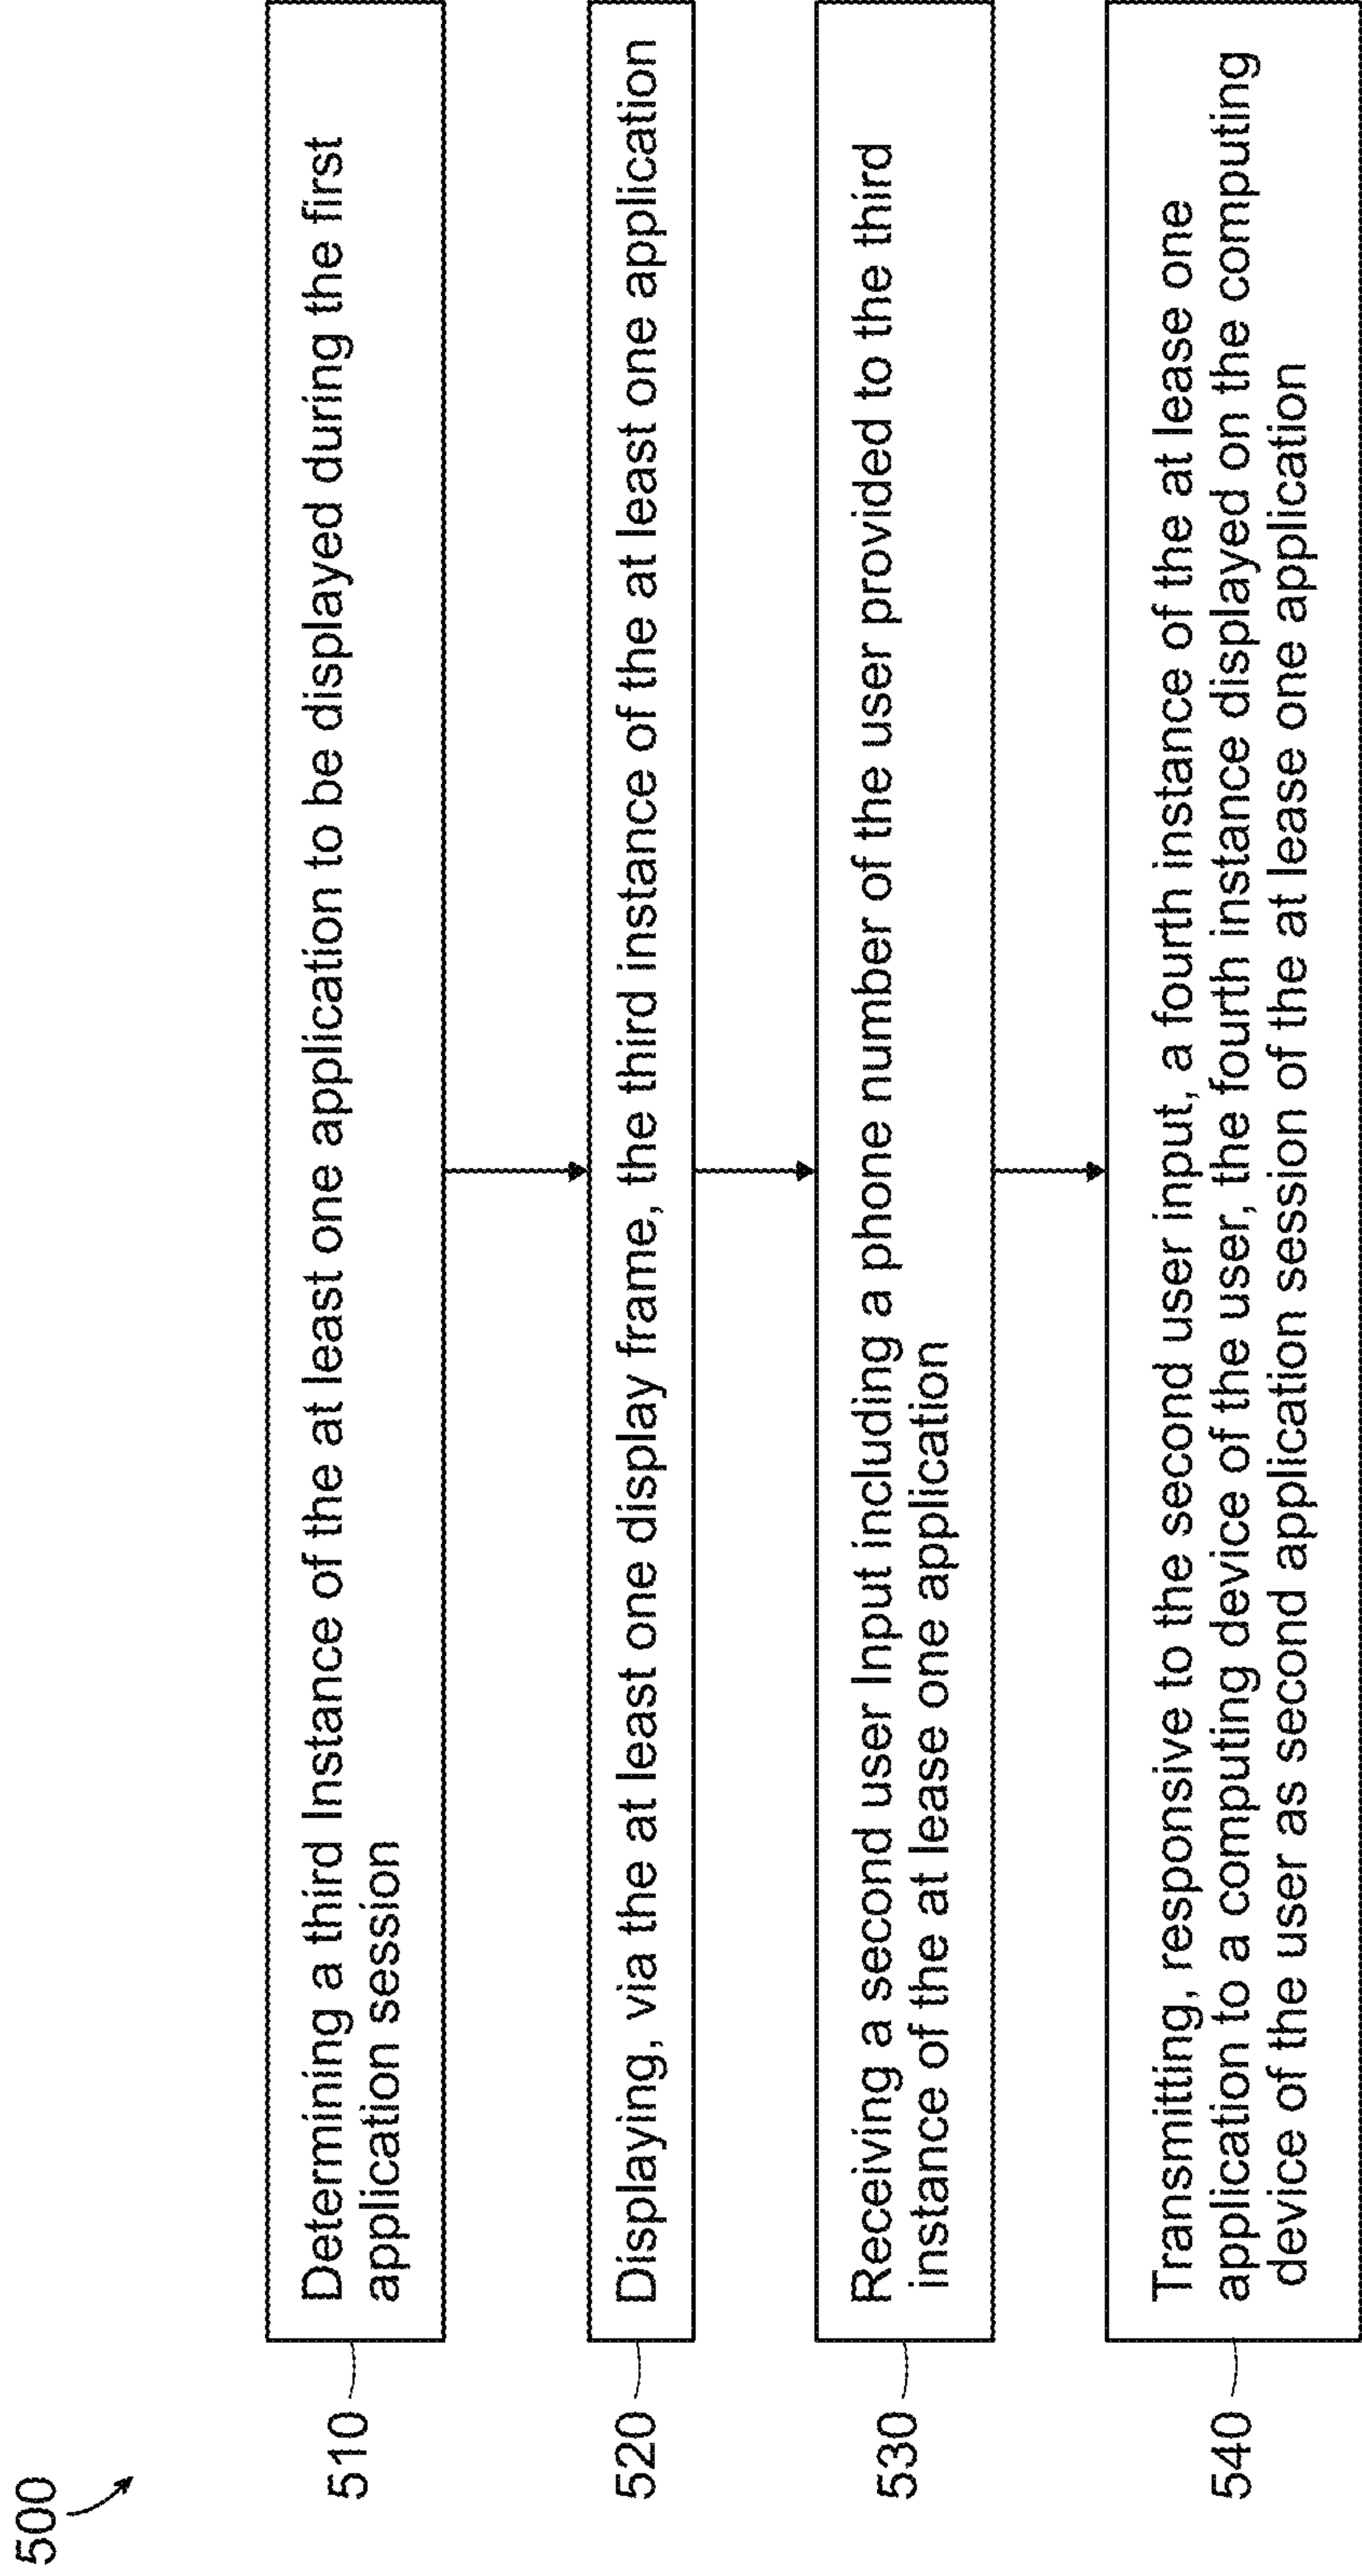 500
510
Determining a third Instance of the at least one application to be displayed during the first
application session
520
Displaying, via the at least one display frame, the third instance of the at least one application
530
Receiving a second user Input including a phone number of the user provided to the third
instance of the at lease one application
540
Transmitting, responsive to the second user input, a fourth instance of the at lease one
application to a computing device of the user, the fourth instance displayed on the computing
device of the user as second application session of the at lease one application